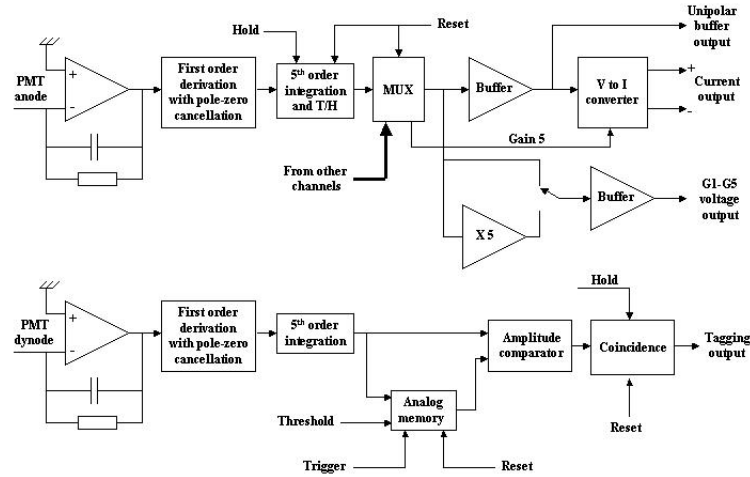 Hold
Reset
Unipolar
buffer
output
PMT
anode
+
-
First order
derivation
with pole-zero
cancellation
5th order
integration
and T/H
MUX
Buffer
V to I
converter
+
Current
output
-
Gain 5
From other
channels
X 5
Buffer
G1-G5
voltage
output
PMT
dynode
+
-
First order
derivation
with pole-zero
cancellation
5th order
integration
Amplitude
comparator
Hold
Coincidence
Tagging
output
Analog
memory
Threshold
Trigger
Reset
Reset